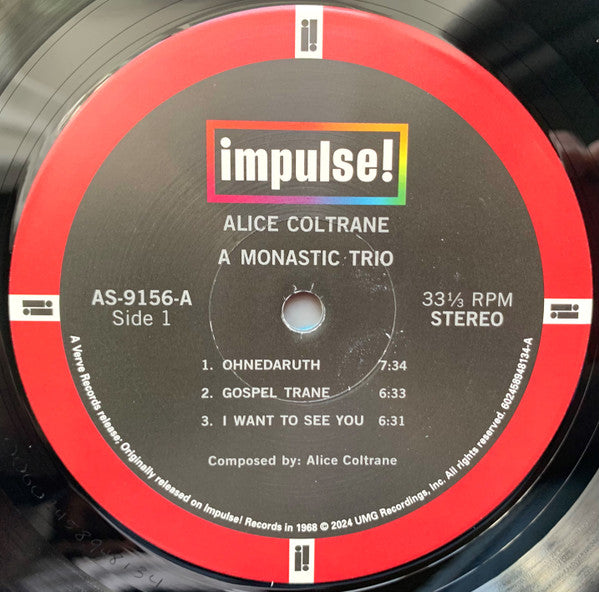 impulse!
ALICE COLTRANE
A MONASTIC TRIO
AS-9156-A
Side 1
33⅓ RPM
STEREO
1. OHNEDARUTH 7:34
2. GOSPEL TRANE 6:33
3. I WANT TO SEE YOU 6:31
Composed by: Alice Coltrane
A Verve Records release; Originally released on Impulse! Records in 1968 © 2024 UMG Recordings, Inc. All rights reserved. 602458948134-A